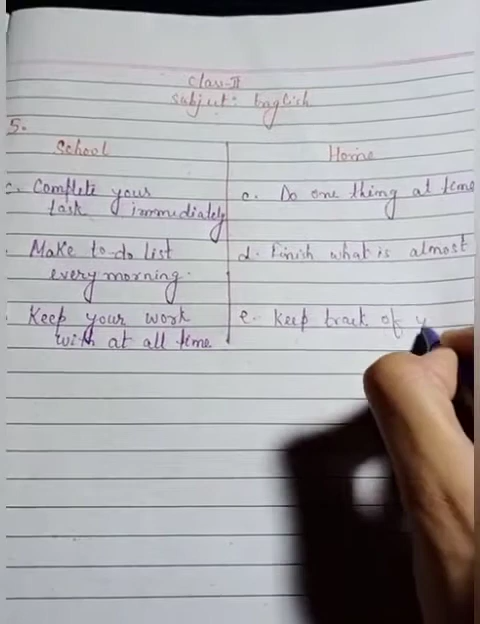 Class-II
Subject: English
5.
School
Home
c. Complete your
task immediately
c. Do one thing at time
Make to-do list
every morning.
d. Finish what is almost
Keep your work
with at all time
e. Keep track of y